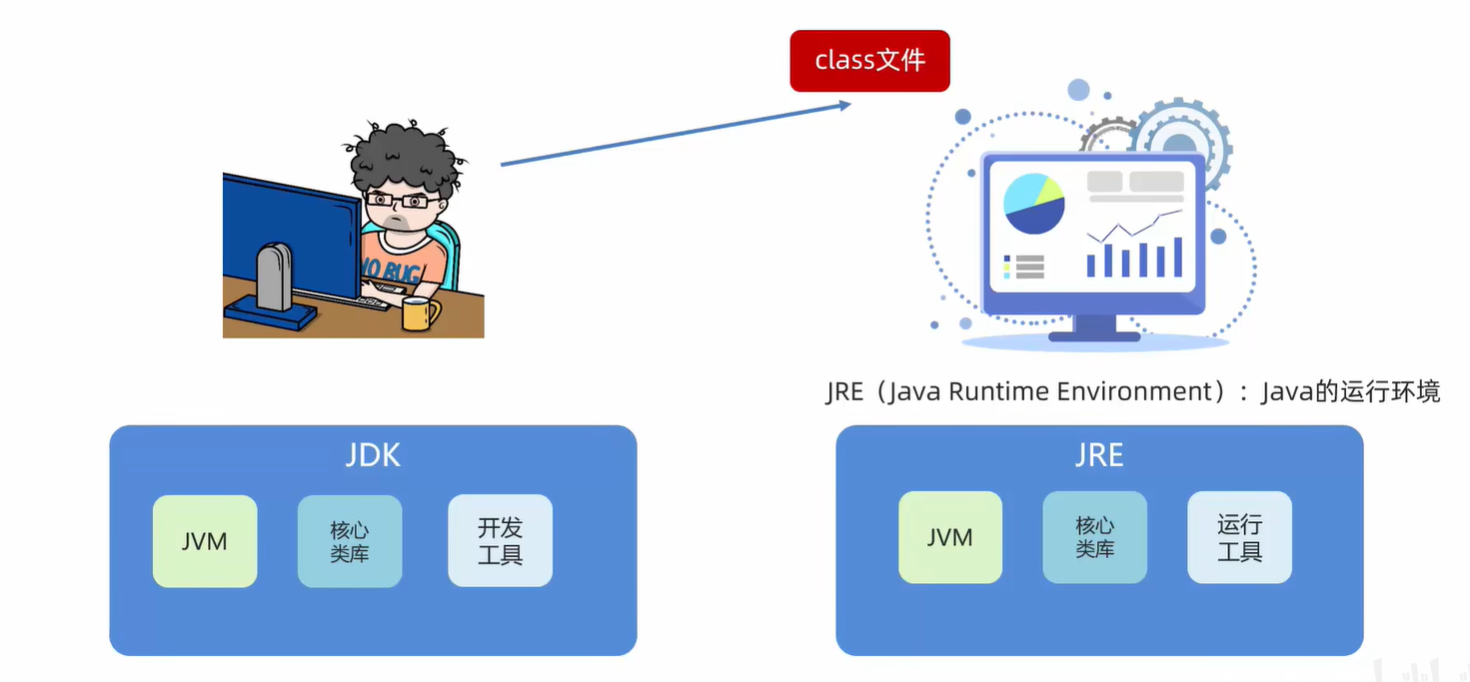 class文件
NO BUG
JRE（Java Runtime Environment）：Java的运行环境
JDK
JVM
核心
类库
开发
工具
JRE
JVM
核心
类库
运行
工具